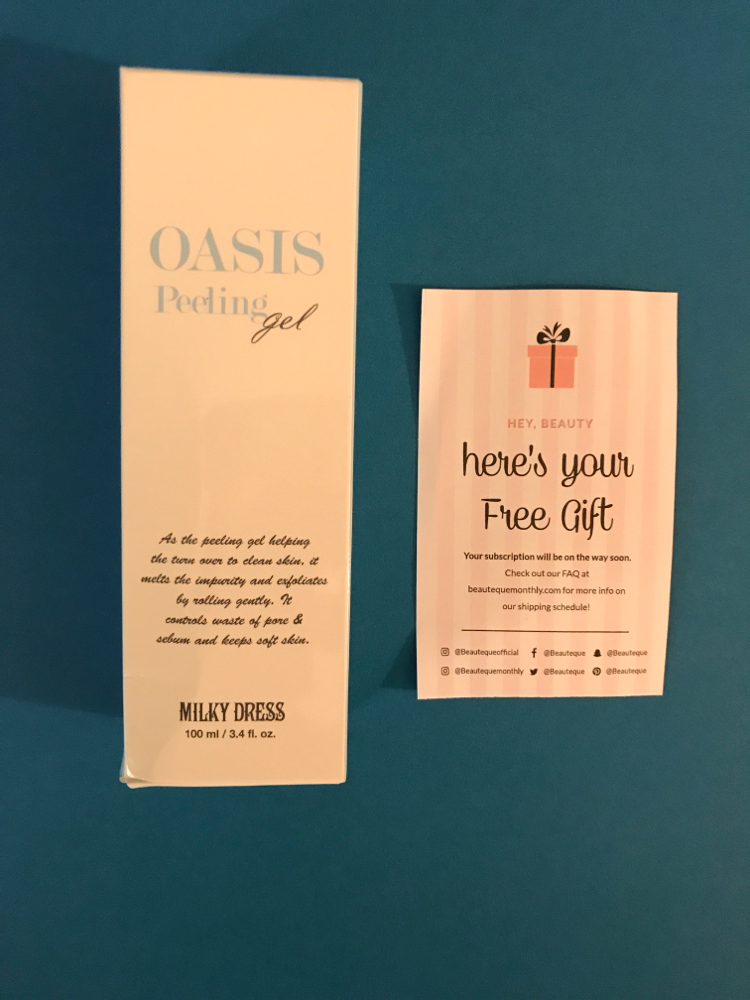 OASIS
Peeling
gel
As the peeling gel helping
the turn over to clean skin, it
melts the impurity and exfoliates
by rolling gently. It
controls waste of pore &
sebum and keeps soft skin.
MILKY DRESS
100 ml / 3.4 fl. oz.
HEY, BEAUTY
here's your
Free Gift
Your subscription will be on the way soon.
Check out our FAQ at
beautequemonthly.com for more info on
our shipping schedule!
@Beautequeofficial @Beauteque @Beauteque
@Beautequemonthly @Beauteque @Beauteque